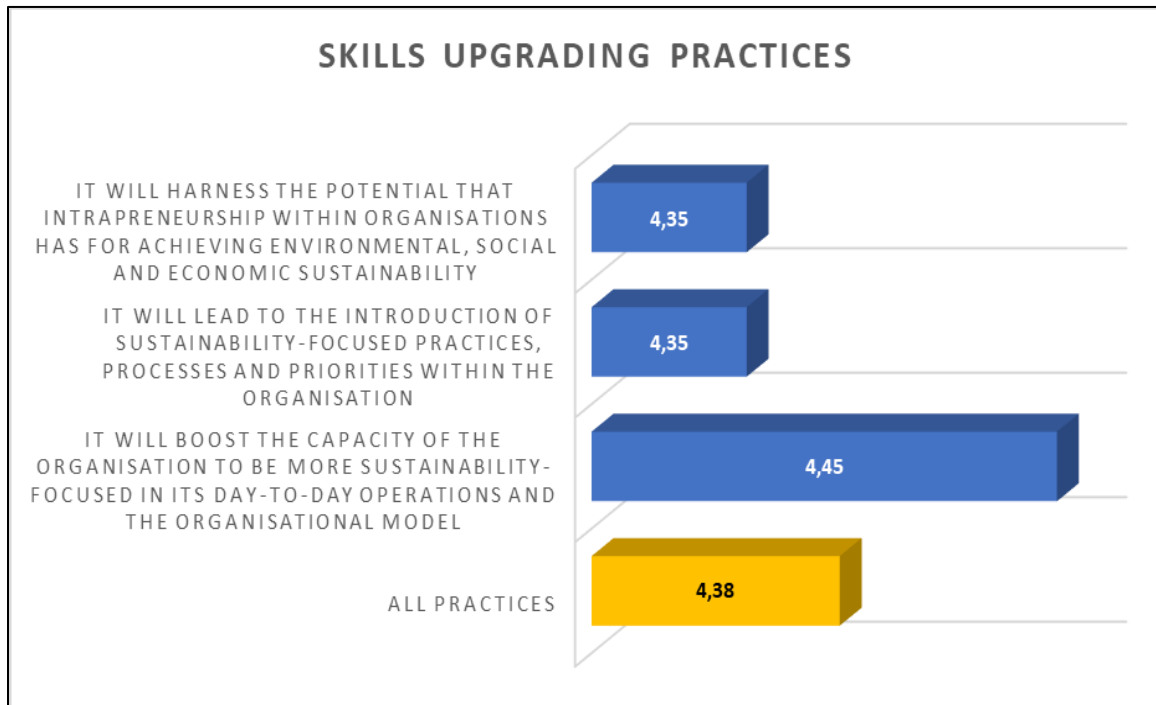 SKILLS UPGRADING PRACTICES
IT WILL HARNESS THE POTENTIAL THAT
INTRAPRENEURSHIP WITHIN ORGANISATIONS
HAS FOR ACHIEVING ENVIRONMENTAL, SOCIAL
AND ECONOMIC SUSTAINABILITY
4,35
IT WILL LEAD TO THE INTRODUCTION OF
SUSTAINABILITY-FOCUSED PRACTICES,
PROCESSES AND PRIORITIES WITHIN THE
ORGANISATION
4,35
IT WILL BOOST THE CAPACITY OF THE
ORGANISATION TO BE MORE SUSTAINABILITY-
FOCUSED IN ITS DAY-TO-DAY OPERATIONS AND
THE ORGANISATIONAL MODEL
4,45
ALL PRACTICES
4,38